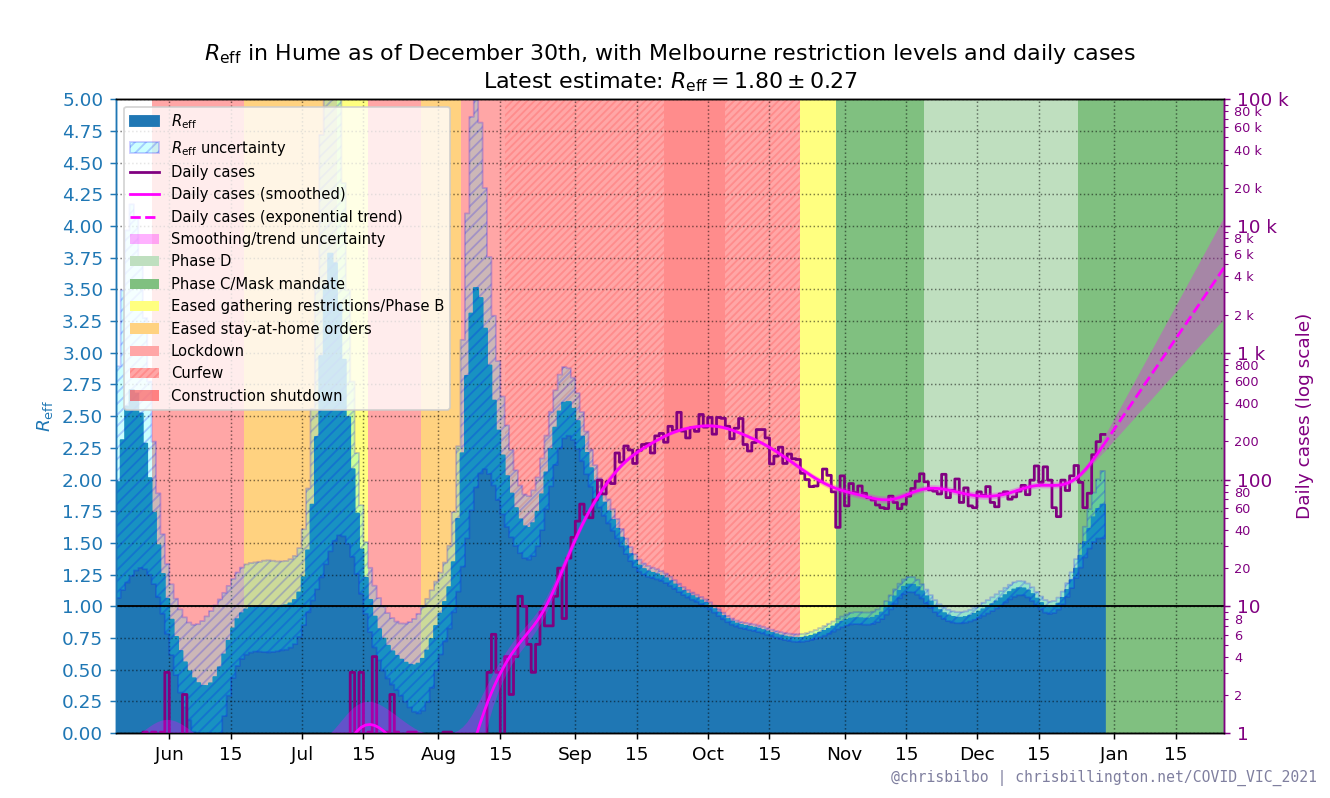 R_eff in Hume as of December 30th, with Melbourne restriction levels and daily cases
Latest estimate: R_eff = 1.80 ± 0.27
R_eff
R_eff uncertainty
Daily cases
Daily cases (smoothed)
Daily cases (exponential trend)
Smoothing/trend uncertainty
Phase D
Phase C/Mask mandate
Eased gathering restrictions/Phase B
Eased stay-at-home orders
Lockdown
Curfew
Construction shutdown
R_eff
5.00
4.75
4.50
4.25
4.00
3.75
3.50
3.25
3.00
2.75
2.50
2.25
2.00
1.75
1.50
1.25
1.00
0.75
0.50
0.25
0.00
Jun 15 Jul 15 Aug 15 Sep 15 Oct 15 Nov 15 Dec 15 Jan 15
100 k
80 k
60 k
40 k
20 k
10 k
8 k
6 k
4 k
2 k
1 k
800
600
400
200
100
80
60
40
20
10
8
6
4
2
1
Daily cases (log scale)
@chrisbilbo | chrisbillington.net/COVID_VIC_2021